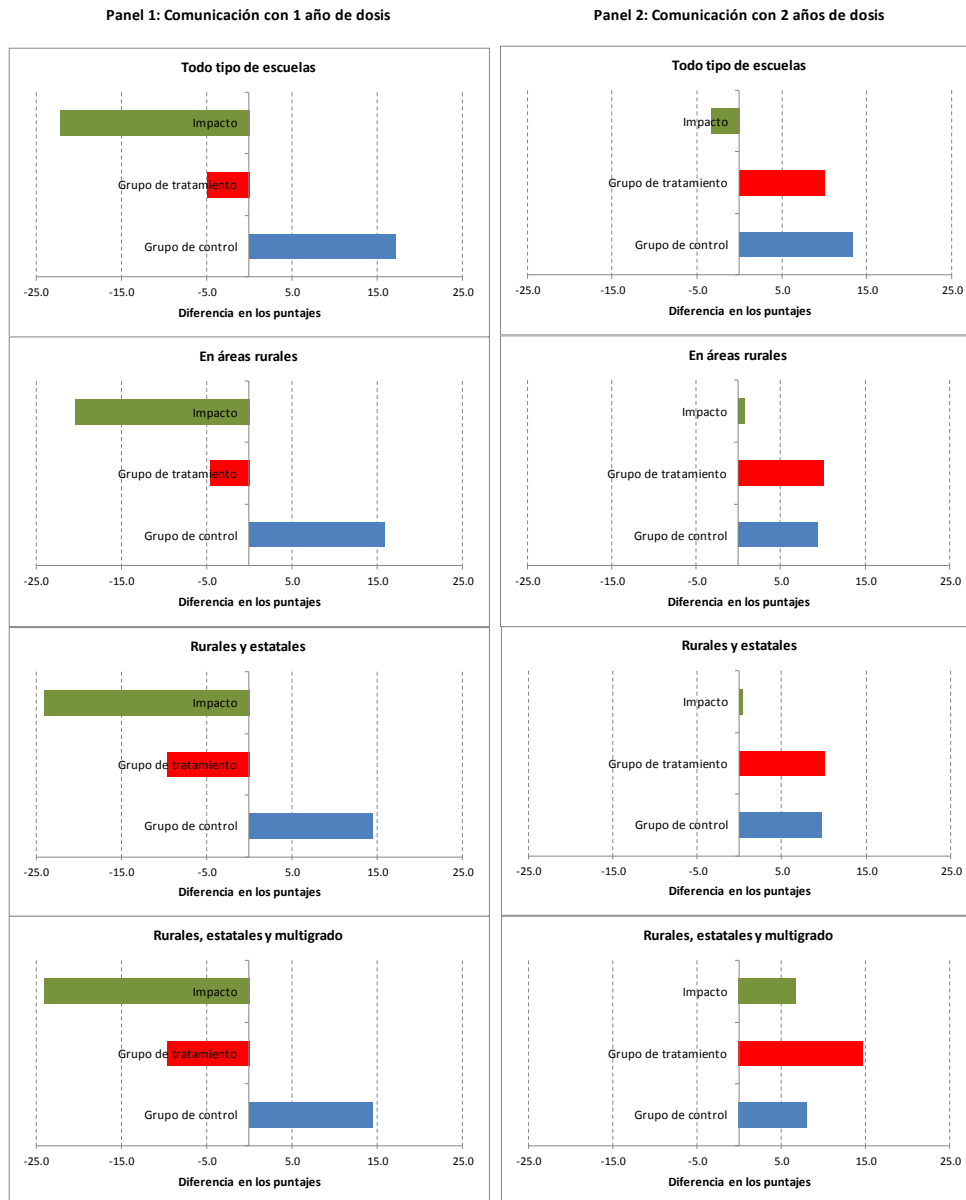 Panel 1: Comunicación con 1 año de dosis
Todo tipo de escuelas
Impacto
Grupo de tratamiento
Grupo de control
-25.0 -15.0 -5.0 5.0 15.0 25.0
Diferencia en los puntajes
En áreas rurales
Impacto
Grupo de tratamiento
Grupo de control
-25.0 -15.0 -5.0 5.0 15.0 25.0
Diferencia en los puntajes
Rurales y estatales
Impacto
Grupo de tratamiento
Grupo de control
-25.0 -15.0 -5.0 5.0 15.0 25.0
Diferencia en los puntajes
Rurales, estatales y multigrado
Impacto
Grupo de tratamiento
Grupo de control
-25.0 -15.0 -5.0 5.0 15.0 25.0
Diferencia en los puntajes
Panel 2: Comunicación con 2 años de dosis
Todo tipo de escuelas
Impacto
Grupo de tratamiento
Grupo de control
-25.0 -15.0 -5.0 5.0 15.0 25.0
Diferencia en los puntajes
En áreas rurales
Impacto
Grupo de tratamiento
Grupo de control
-25.0 -15.0 -5.0 5.0 15.0 25.0
Diferencia en los puntajes
Rurales y estatales
Impacto
Grupo de tratamiento
Grupo de control
-25.0 -15.0 -5.0 5.0 15.0 25.0
Diferencia en los puntajes
Rurales, estatales y multigrado
Impacto
Grupo de tratamiento
Grupo de control
-25.0 -15.0 -5.0 5.0 15.0 25.0
Diferencia en los puntajes